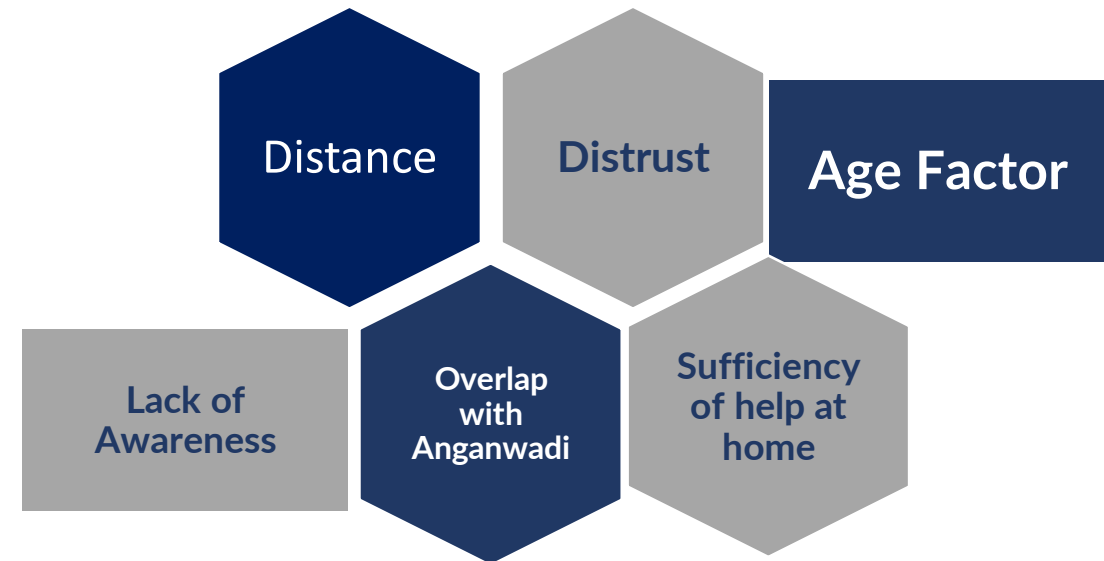 Distance
Distrust
Age Factor
Lack of
Awareness
Overlap
with
Anganwadi
Sufficiency
of help at
home